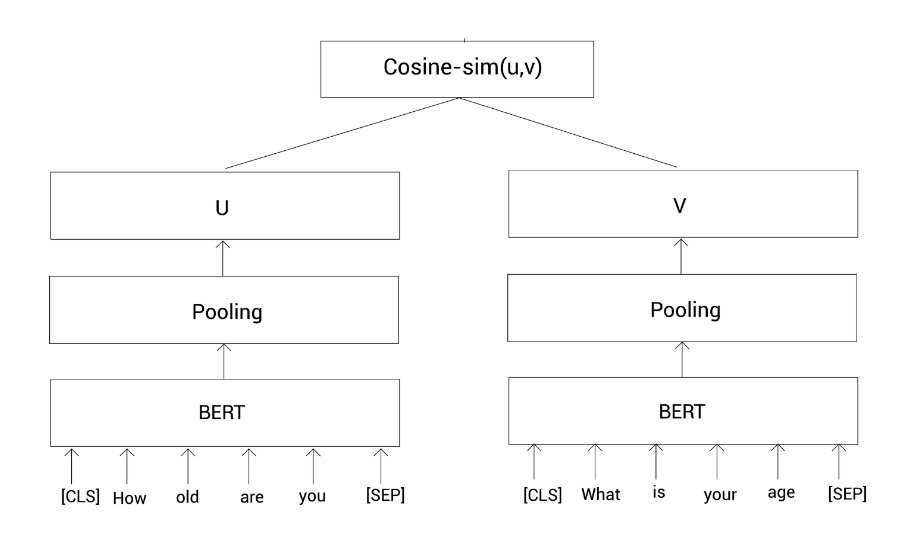 Cosine-sim(u,v)
U
V
Pooling
Pooling
BERT
BERT
[CLS] How old are you [SEP]
[CLS] What is your age [SEP]